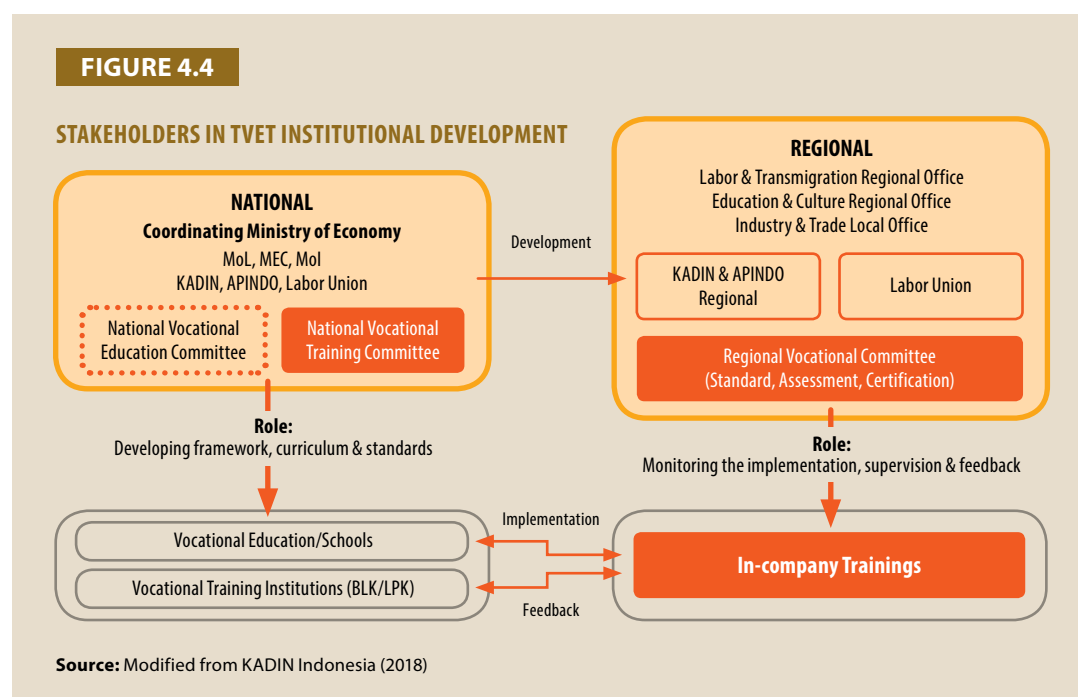 FIGURE 4.4
STAKEHOLDERS IN TVET INSTITUTIONAL DEVELOPMENT
NATIONAL
Coordinating Ministry of Economy
MoL, MEC, MoI
KADIN, APINDO, Labor Union
National Vocational
Education Committee
National Vocational
Training Committee
Development
REGIONAL
Labor & Transmigration Regional Office
Education & Culture Regional Office
Industry & Trade Local Office
KADIN & APINDO
Regional
Labor Union
Regional Vocational Committee
(Standard, Assessment, Certification)
Role:
Developing framework, curriculum & standards
Role:
Monitoring the implementation, supervision & feedback
Vocational Education/Schools
Vocational Training Institutions (BLK/LPK)
Implementation
Feedback
In-company Trainings
Source: Modified from KADIN Indonesia (2018)